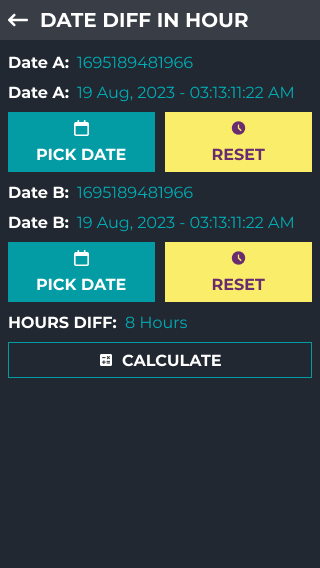 DATE DIFF IN HOUR
Date A: 1695189481966
Date A: 19 Aug, 2023 - 03:13:11:22 AM
PICK DATE
RESET
Date B: 1695189481966
Date B: 19 Aug, 2023 - 03:13:11:22 AM
PICK DATE
RESET
HOURS DIFF: 8 Hours
CALCULATE